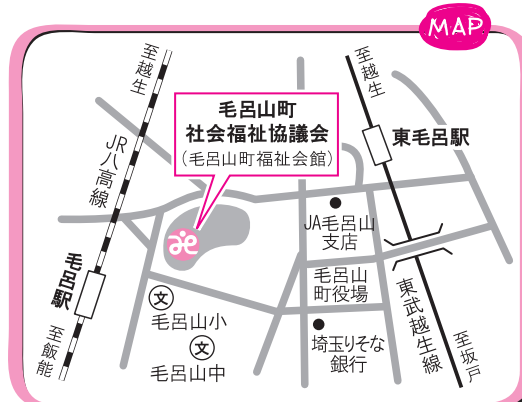 MAP
至越生
JR八高線
毛呂駅
至飯能
毛呂山町
社会福祉協議会
（毛呂山町福祉会館）
至越生
東毛呂駅
JA毛呂山
支店
毛呂山
町役場
埼玉りそな
銀行
東武越生線
至坂戸
文
毛呂山小
文
毛呂山中